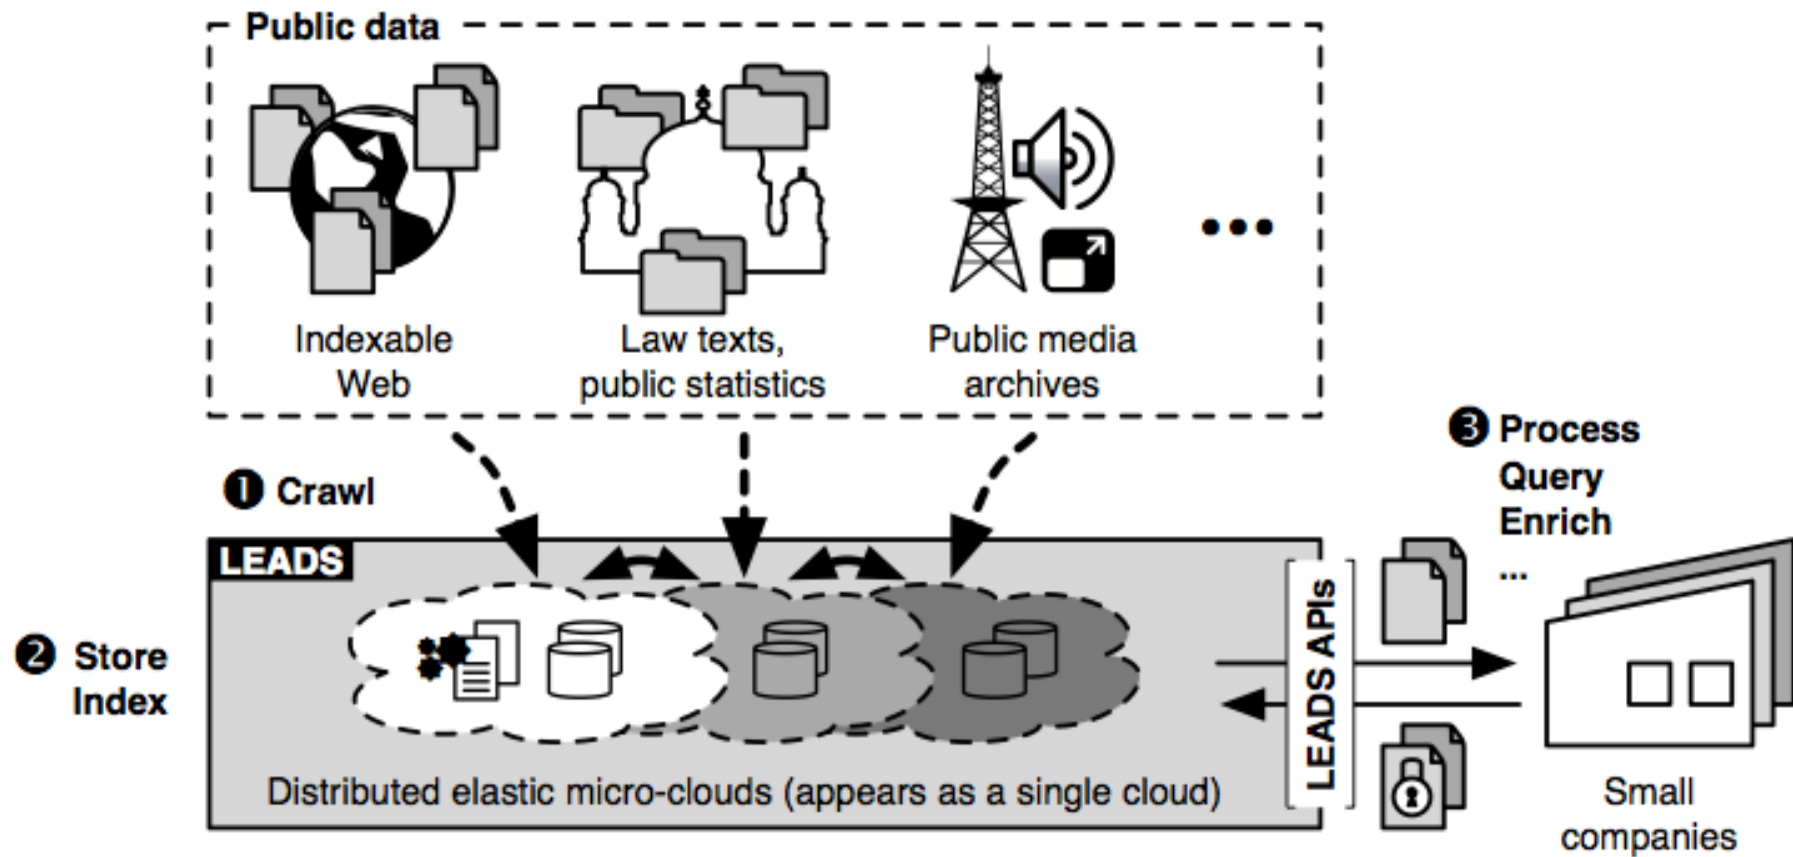 Public data
Indexable
Web
Law texts,
public statistics
Public media
archives
❶ Crawl
❸ Process
Query
Enrich
...
LEADS
❷ Store
Index
LEADS APIs
Distributed elastic micro-clouds (appears as a single cloud)
Small
companies